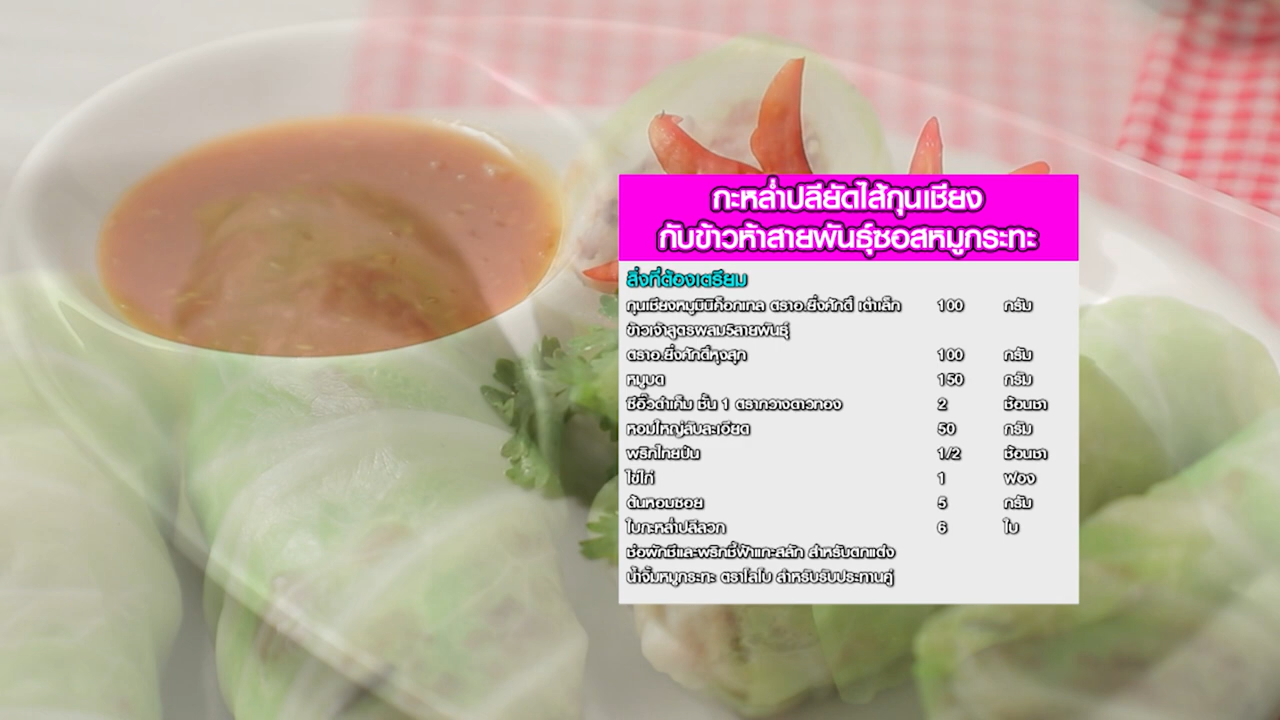 กะหล่ำปลียัดไส้กุนเชียง
กับข้าวห้าสายพันธุ์ซอสหมูกระทะ
สิ่งที่ต้องเตรียม
กุนเชียงหมูมินิค็อกเทล ตราอ.ยิ่งศักดิ์ เต๋าเล็ก 100 กรัม
ข้าวเจ้าสูตรผสม5สายพันธุ์
ตราอ.ยิ่งศักดิ์หุงสุก 100 กรัม
หมูบด 150 กรัม
ซีอิ๊วดำเค็ม ชั้น 1 ตรากวางดาวทอง 2 ช้อนชา
หอมใหญ่สับละเอียด 50 กรัม
พริกไทยป่น 1/2 ช้อนชา
ไข่ไก่ 1 ฟอง
ต้นหอมซอย 5 กรัม
ใบกะหล่ำปลีลวก 6 ใบ
ช่อผักชีและพริกชี้ฟ้าแกะสลัก สำหรับตกแต่ง
น้ำจิ้มหมูกระทะ ตราโลโบ สำหรับรับประทานคู่